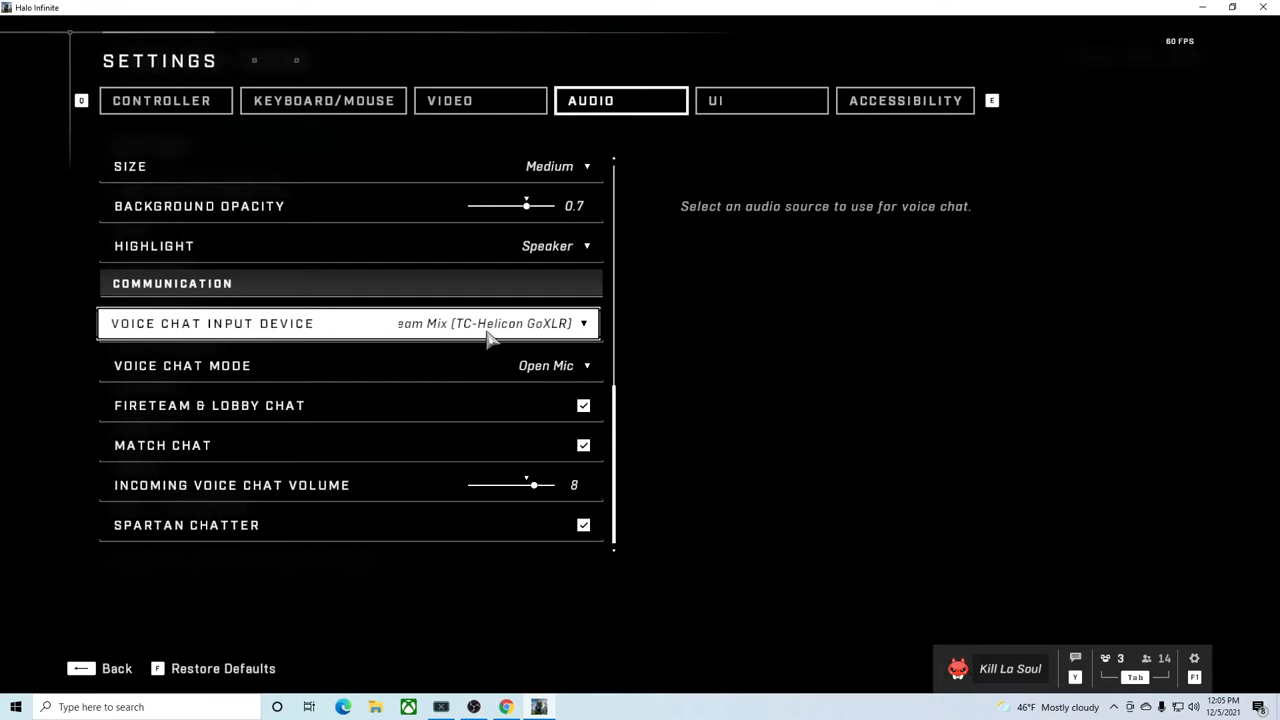 Halo Infinite
60 FPS
SETTINGS
Q
CONTROLLER
KEYBOARD/MOUSE
VIDEO
AUDIO
UI
ACCESSIBILITY
E
SIZE
Medium
BACKGROUND OPACITY
0.7
Select an audio source to use for voice chat.
HIGHLIGHT
Speaker
COMMUNICATION
VOICE CHAT INPUT DEVICE
eam Mix (TC-Helicon GoXLR)
VOICE CHAT MODE
Open Mic
FIRETEAM & LOBBY CHAT
MATCH CHAT
INCOMING VOICE CHAT VOLUME
8
SPARTAN CHATTER
Back
F
Restore Defaults
Kill La Soul
3
14
Y
Tab
F1
Type here to search
46°F Mostly cloudy
12:05 PM
12/5/2021
8